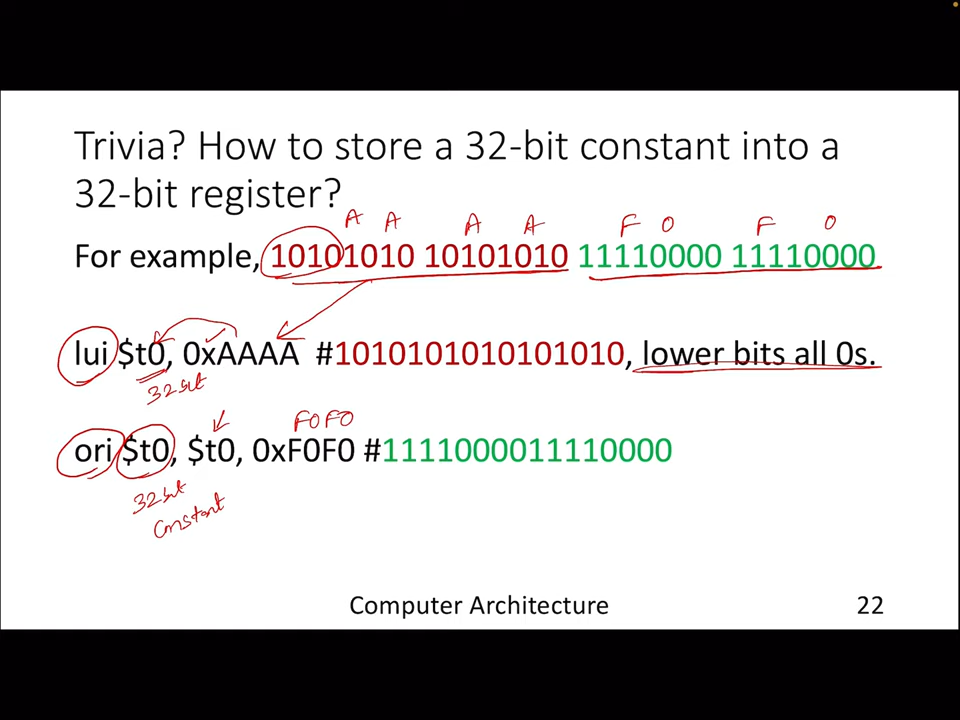 Trivia? How to store a 32-bit constant into a
32-bit register?
A A A A F 0 F 0
For example, 10101010 10101010 11110000 11110000
lui $t0, 0xAAAA #1010101010101010, lower bits all 0s.
32 bit
F0F0
ori $t0, $t0, 0xF0F0 #1111000011110000
32 bit
constant
Computer Architecture 22